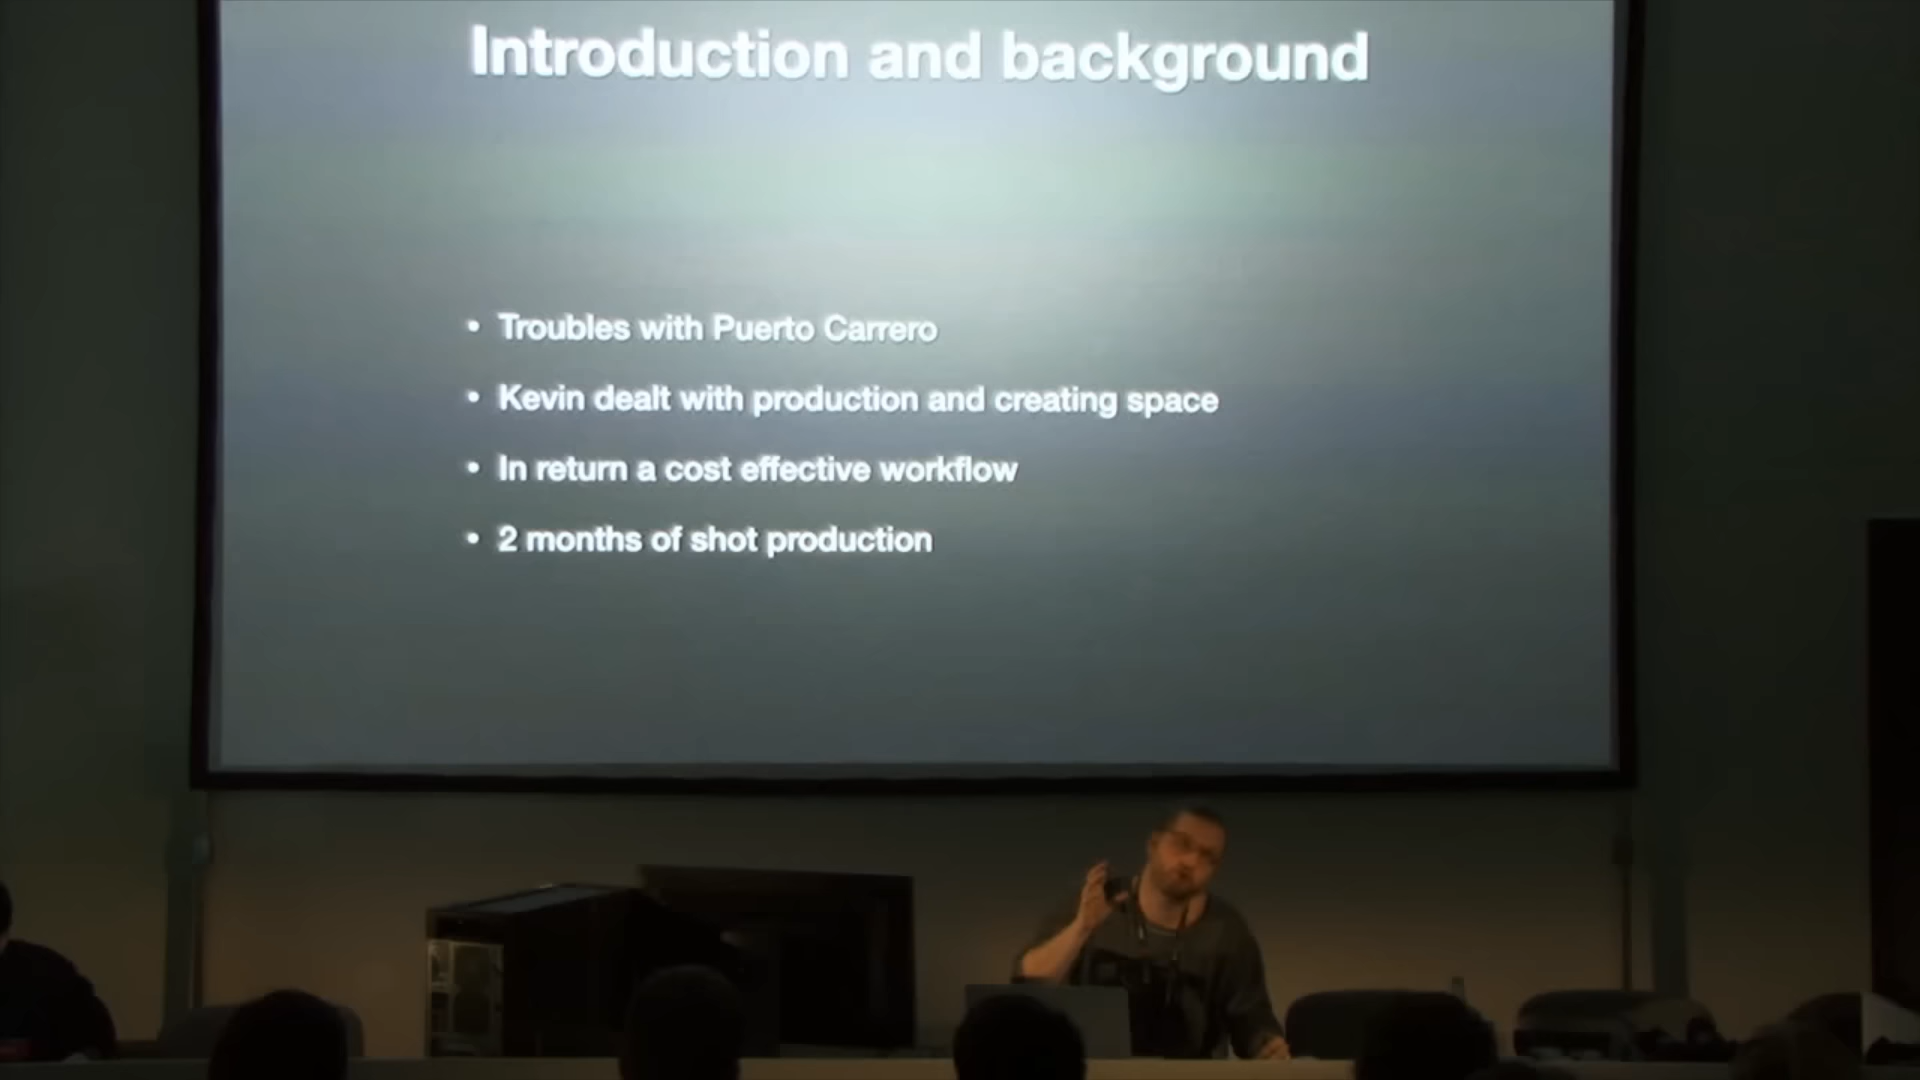 Introduction and background
• Troubles with Puerto Carrero
• Kevin dealt with production and creating space
• In return a cost effective workflow
• 2 months of shot production